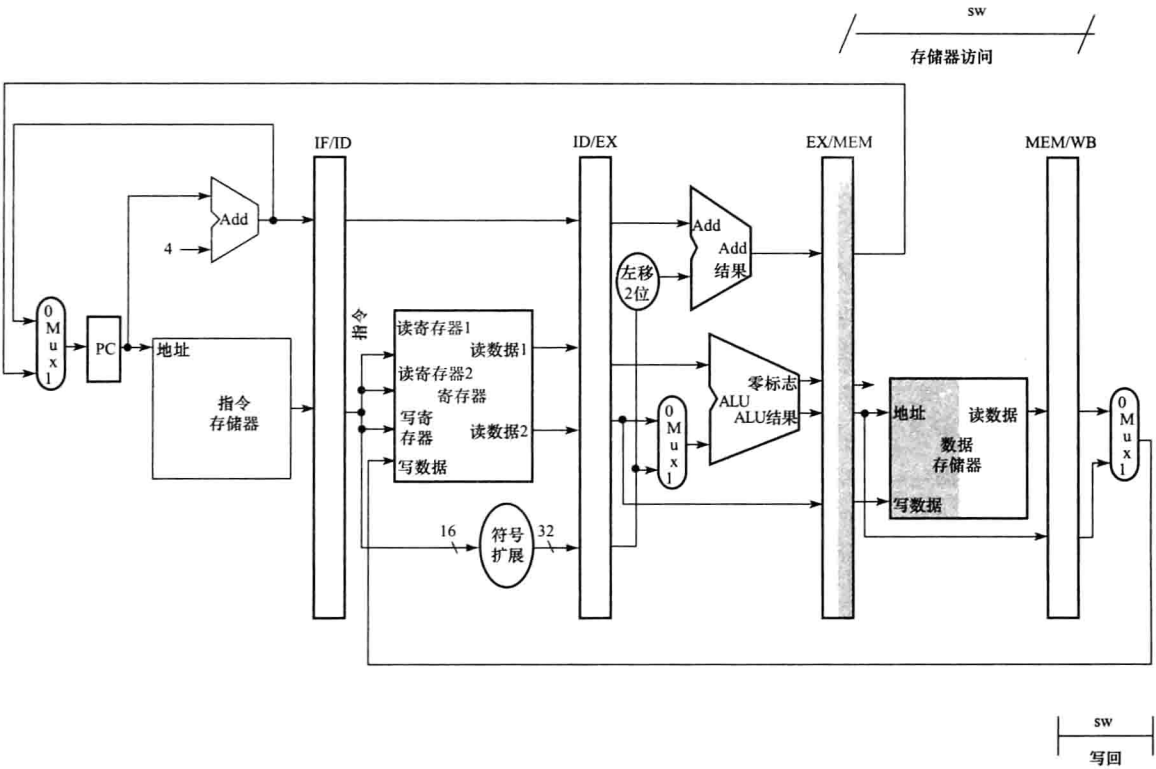 sw
存储器访问
IF/ID
ID/EX
EX/MEM
MEM/WB
Add
4
Add
Add
结果
左移
2位
0
M
u
x
1
PC
地址
指令
存储器
指令
读寄存器1
读数据1
读寄存器2
寄存器
写寄
存器
读数据2
写数据
16
符号
扩展
32
0
M
u
x
1
零标志
ALU
ALU结果
地址
读数据
数据
存储器
写数据
0
M
u
x
1
sw
写回